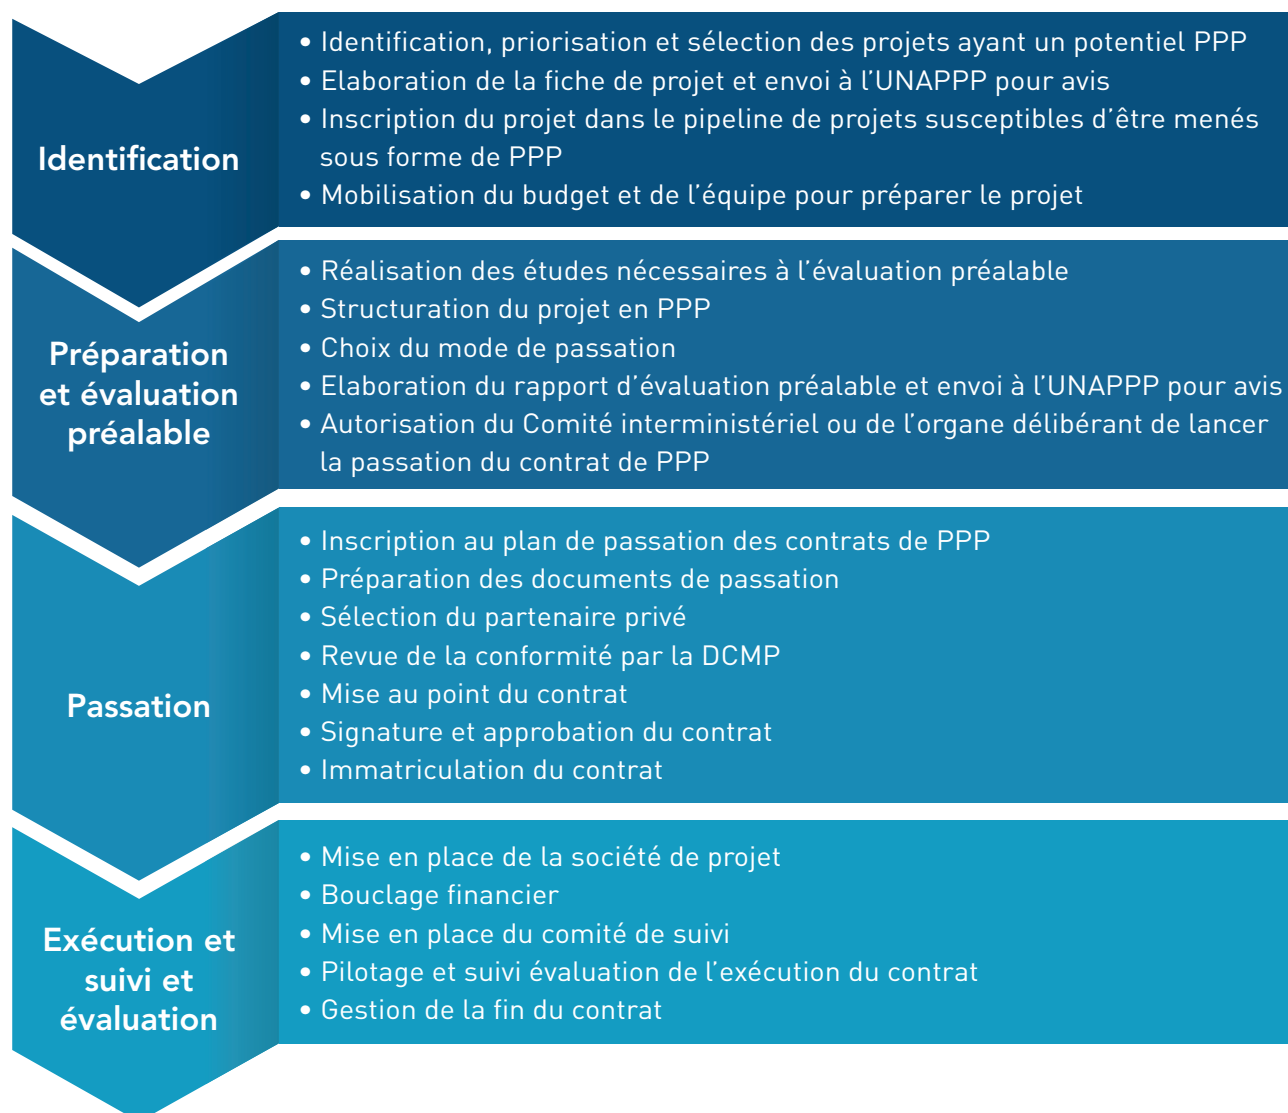 Identification
• Identification, priorisation et sélection des projets ayant un potentiel PPP
• Elaboration de la fiche de projet et envoi à l’UNAPPP pour avis
• Inscription du projet dans le pipeline de projets susceptibles d’être menés
sous forme de PPP
• Mobilisation du budget et de l’équipe pour préparer le projet
Préparation
et évaluation
préalable
• Réalisation des études nécessaires à l’évaluation préalable
• Structuration du projet en PPP
• Choix du mode de passation
• Elaboration du rapport d’évaluation préalable et envoi à l’UNAPPP pour avis
• Autorisation du Comité interministériel ou de l’organe délibérant de lancer
la passation du contrat de PPP
Passation
• Inscription au plan de passation des contrats de PPP
• Préparation des documents de passation
• Sélection du partenaire privé
• Revue de la conformité par la DCMP
• Mise au point du contrat
• Signature et approbation du contrat
• Immatriculation du contrat
Exécution et
suivi et
évaluation
• Mise en place de la société de projet
• Bouclage financier
• Mise en place du comité de suivi
• Pilotage et suivi évaluation de l’exécution du contrat
• Gestion de la fin du contrat